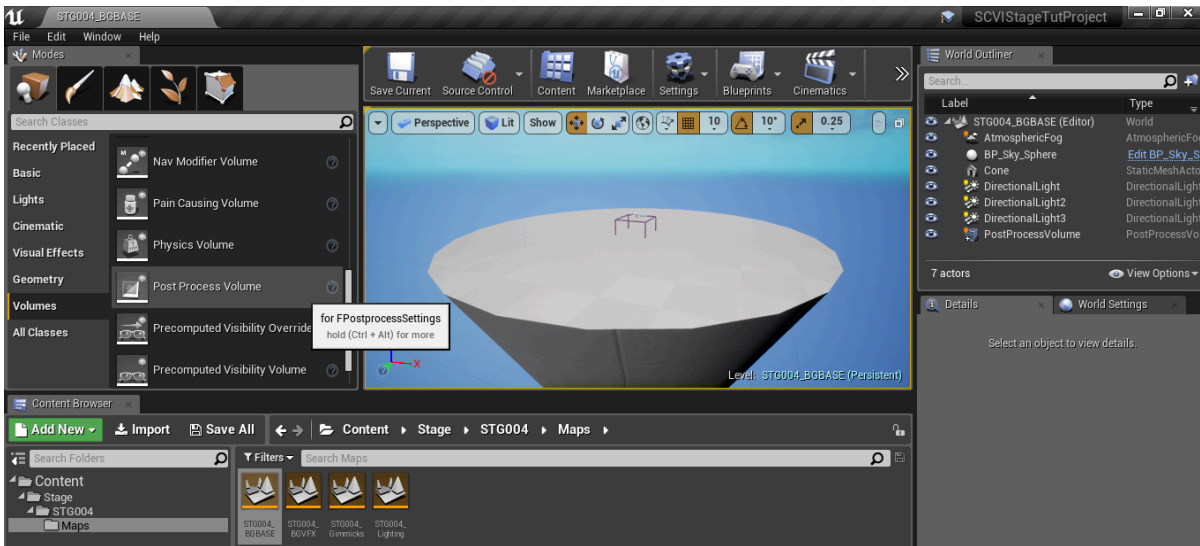 STG004_BGBASE
SCVIStageTutProject
File Edit Window Help
Modes
Search Classes
Recently Placed
Basic
Lights
Cinematic
Visual Effects
Geometry
Volumes
All Classes
Nav Modifier Volume
Pain Causing Volume
Physics Volume
Post Process Volume
Precomputed Visibility Override
Precomputed Visibility Volume
for FPostprocessSettings
hold (Ctrl + Alt) for more
Save Current Source Control Content Marketplace Settings Blueprints Cinematics
Perspective Lit Show 10 10° 0.25
X
Level: STG004_BGBASE (Persistent)
World Outliner
Search...
Label Type
STG004_BGBASE (Editor) World
AtmosphericFog AtmosphericFo
BP_Sky_Sphere Edit BP_Sky_S
Cone StaticMeshActo
DirectionalLight DirectionalLight
DirectionalLight2 DirectionalLight
DirectionalLight3 DirectionalLight
PostProcessVolume PostProcessVo
7 actors View Options
Details World Settings
Select an object to view details.
Content Browser
Add New Import Save All Content Stage STG004 Maps
Search Folders
Filters Search Maps
Content
Stage
STG004
Maps
STG004_ STG004_ STG004_ STG004_
BGBASE BGVFX Gimmicks Lighting